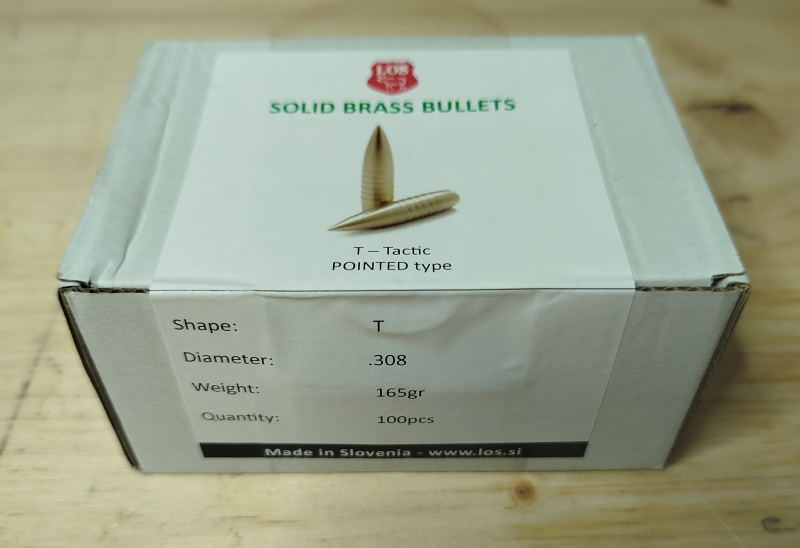 LOS
SOLID BRASS BULLETS
T – Tactic
POINTED type
Shape: T
Diameter: .308
Weight: 165gr
Quantity: 100pcs
Made in Slovenia - www.los.si